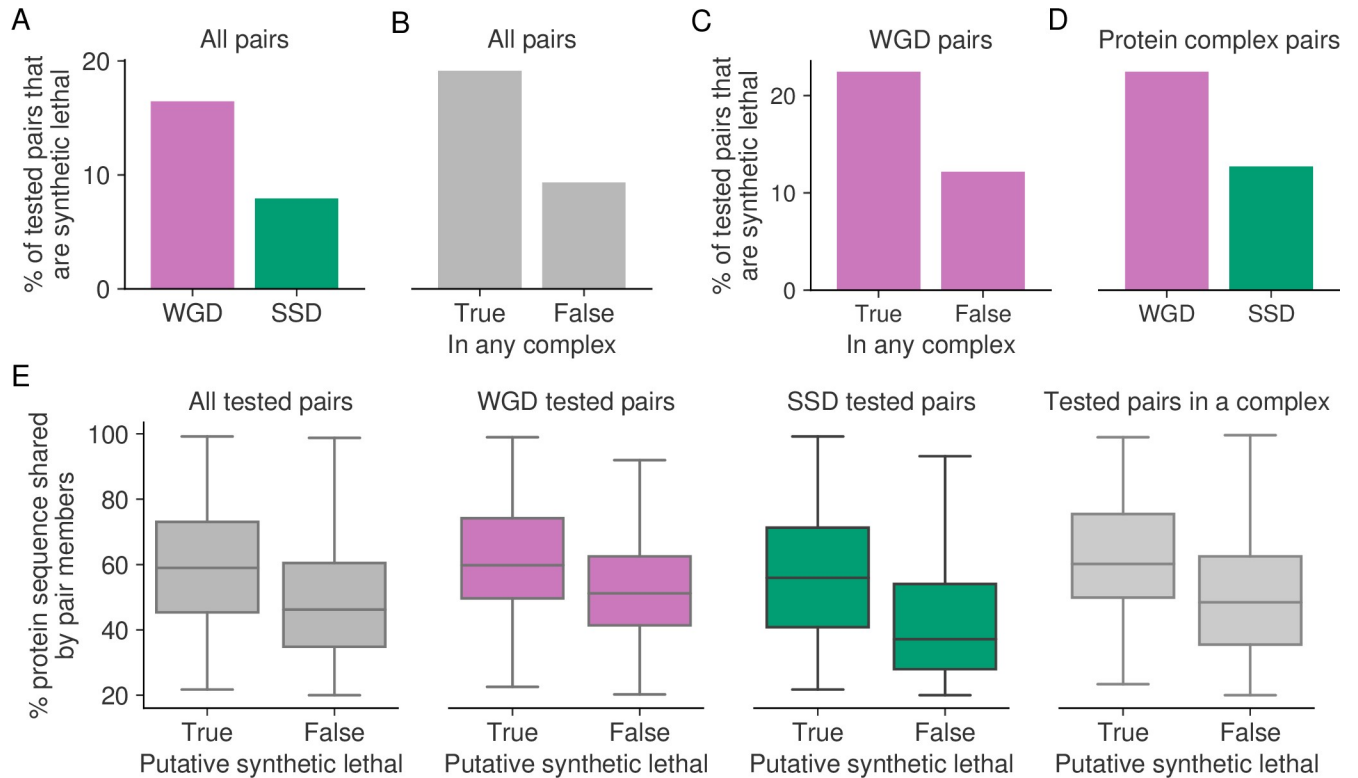 A
All pairs
% of tested pairs that
are synthetic lethal
20
10
0
WGD SSD
B
All pairs
True False
In any complex
C
WGD pairs
% of tested pairs that
are synthetic lethal
20
10
0
True False
In any complex
D
Protein complex pairs
WGD SSD
E
% protein sequence shared
by pair members
100
80
60
40
20
All tested pairs
True False
Putative synthetic lethal
WGD tested pairs
True False
Putative synthetic lethal
SSD tested pairs
True False
Putative synthetic lethal
Tested pairs in a complex
True False
Putative synthetic lethal